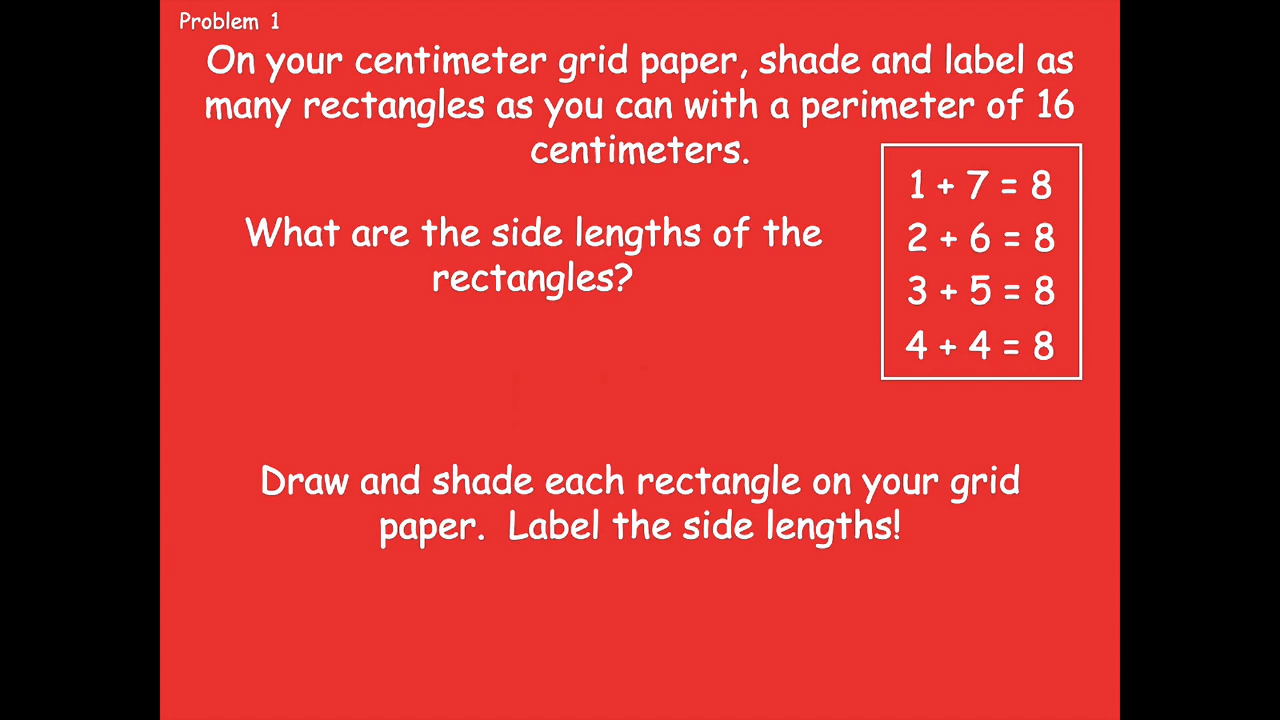 Problem 1
On your centimeter grid paper, shade and label as
many rectangles as you can with a perimeter of 16
centimeters.
What are the side lengths of the
rectangles?
1 + 7 = 8
2 + 6 = 8
3 + 5 = 8
4 + 4 = 8
Draw and shade each rectangle on your grid
paper.  Label the side lengths!